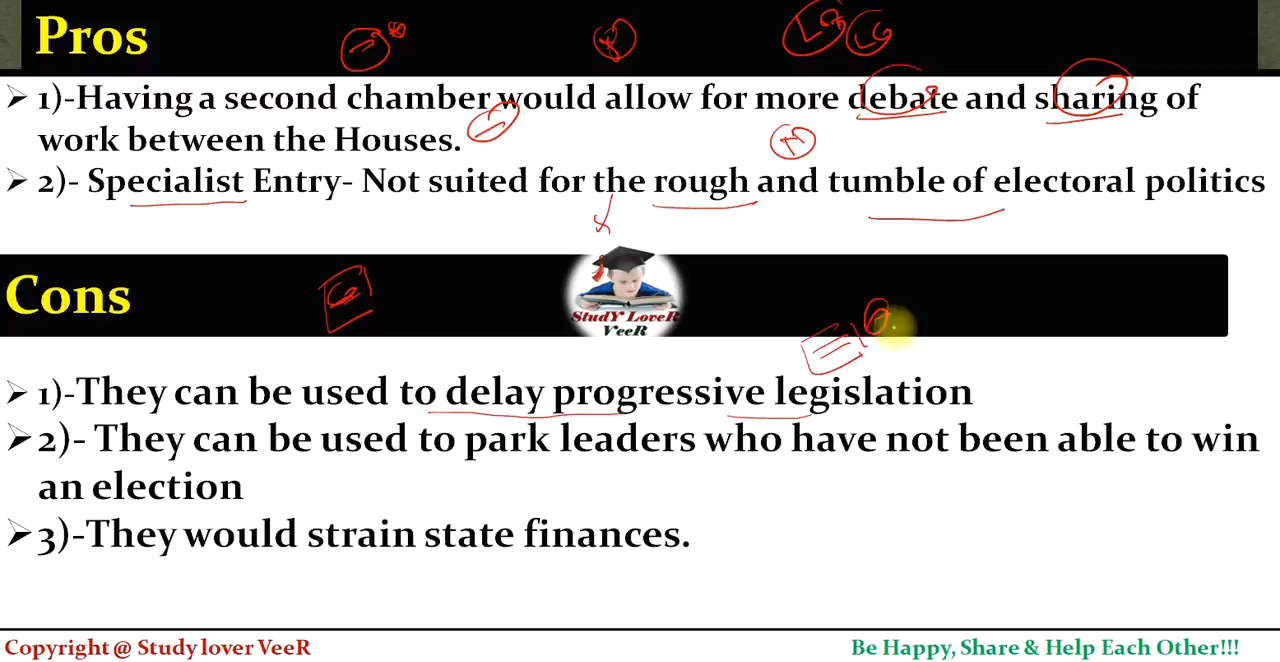 Pros
➢ 1)-Having a second chamber would allow for more debate and sharing of
work between the Houses.
➢ 2)- Specialist Entry- Not suited for the rough and tumble of electoral politics
Cons
StudY LoveR
VeeR
➢ 1)-They can be used to delay progressive legislation
➢ 2)- They can be used to park leaders who have not been able to win
an election
➢ 3)-They would strain state finances.
Copyright @ Study lover VeeR
Be Happy, Share & Help Each Other!!!